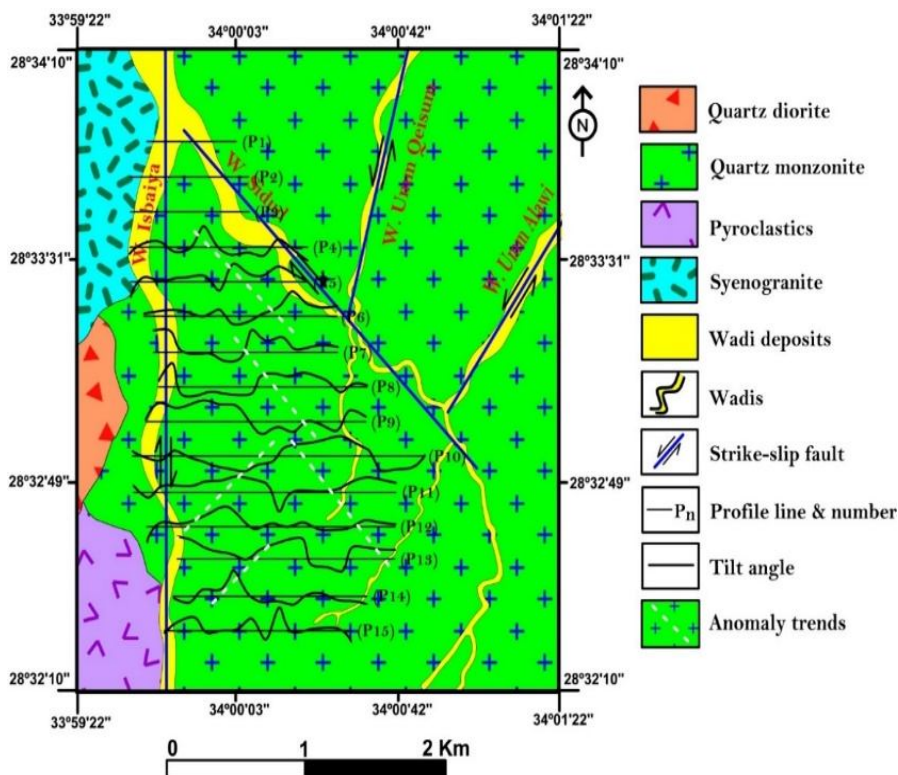 33°59'22"
34°00'03"
34°00'42"
34°01'22"
28°34'10"
28°34'10"
N
(P1)
(P2)
W. Isbaiya
W. Umm Qeisum
W. Umm Alawi
(P4)
28°33'31"
28°33'31"
P6
(P7)
(P8)
(P9)
(P10)
28°32'49"
28°32'49"
(P11)
(P12)
(P13)
(P14)
(P15)
28°32'10"
28°32'10"
33°59'22"
34°00'03"
34°00'42"
34°01'22"
0 1 2 Km
Quartz diorite
Quartz monzonite
Pyroclastics
Syenogranite
Wadi deposits
Wadis
Strike-slip fault
Pn Profile line & number
Tilt angle
Anomaly trends